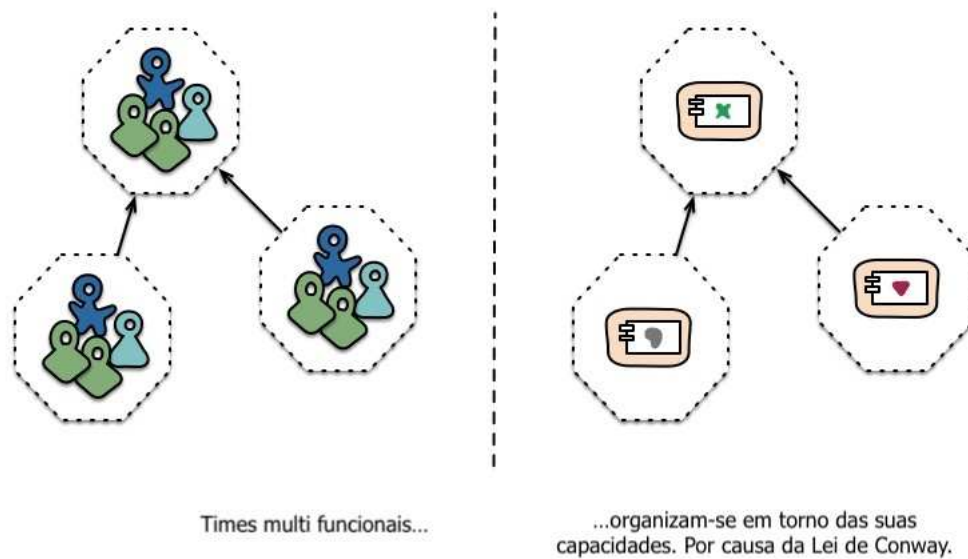 Times multi funcionais...
...organizam-se em torno das suas
capacidades. Por causa da Lei de Conway.